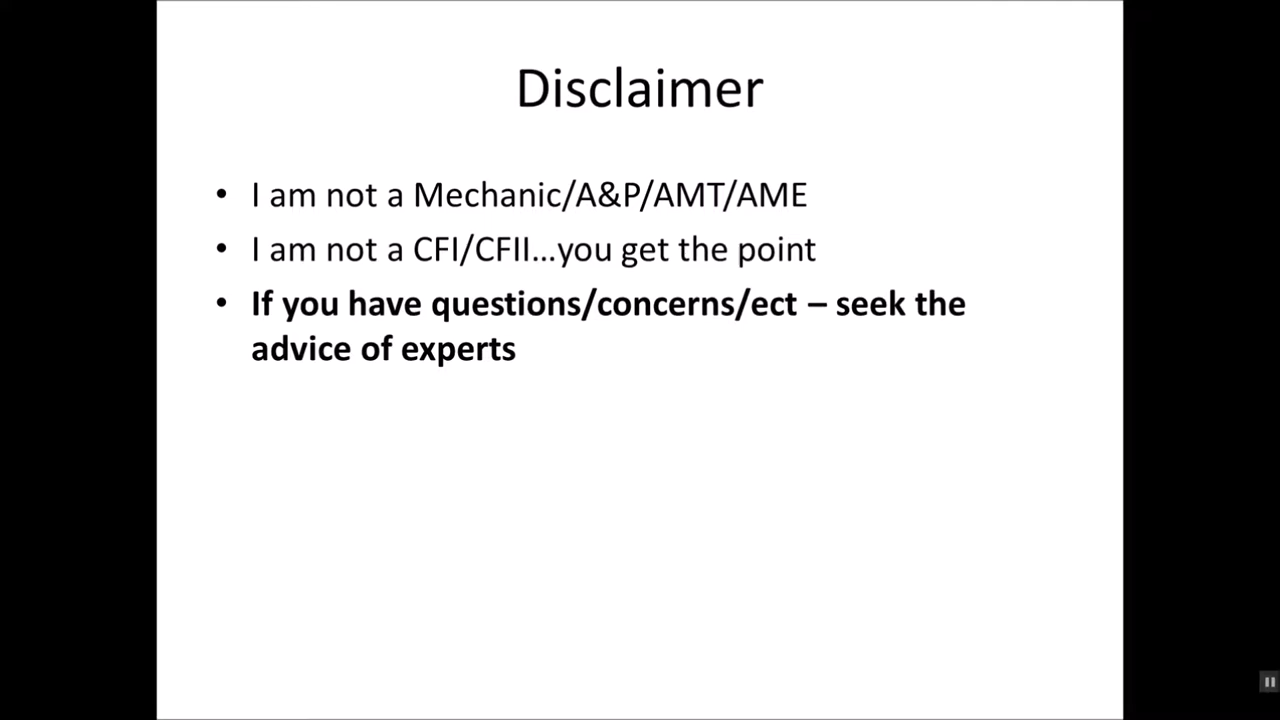 Disclaimer
• I am not a Mechanic/A&P/AMT/AME
• I am not a CFI/CFII...you get the point
• If you have questions/concerns/ect – seek the
advice of experts